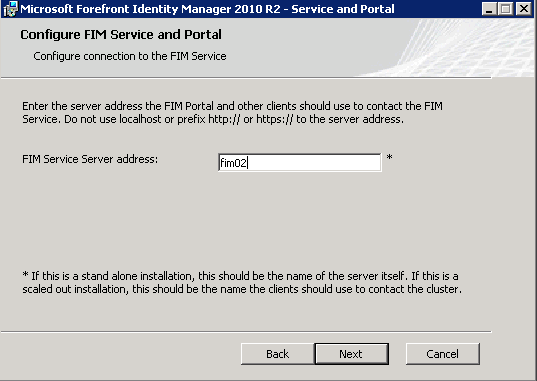 Microsoft Forefront Identity Manager 2010 R2 - Service and Portal
Configure FIM Service and Portal
Configure connection to the FIM Service
Enter the server address the FIM Portal and other clients should use to contact the FIM
Service. Do not use localhost or prefix http:// or https:// to the server address.
FIM Service Server address: fim02 *
* If this is a stand alone installation, this should be the name of the server itself. If this is a
scaled out installation, this should be the name the clients should use to contact the cluster.
Back Next Cancel